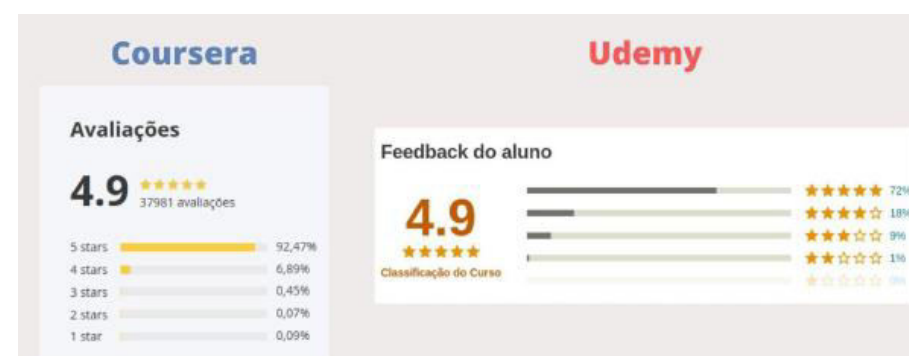 Coursera
Udemy
Avaliações
4.9
37981 avaliações
5 stars 92,47%
4 stars 6,89%
3 stars 0,45%
2 stars 0,07%
1 star 0,09%
Feedback do aluno
4.9
Classificação do Curso
72%
18%
9%
1%
0%